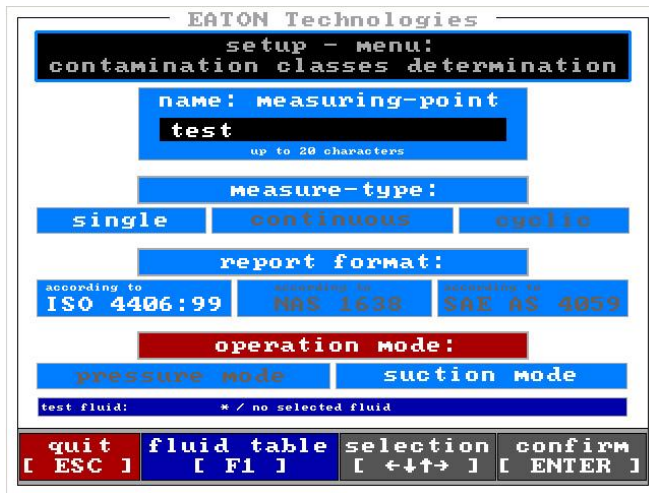 EATON Technologies
setup - menu:
contamination classes determination
name: measuring-point
test
up to 20 characters
measure-type:
single continuous cyclic
report format:
according to according to according to
ISO 4406:99 NAS 1638 SAE AS 4059
operation mode:
pressure mode suction mode
test fluid: * / no selected fluid
quit fluid table selection confirm
[ ESC ] [ F1 ] [ ←↓↑→ ] [ ENTER ]